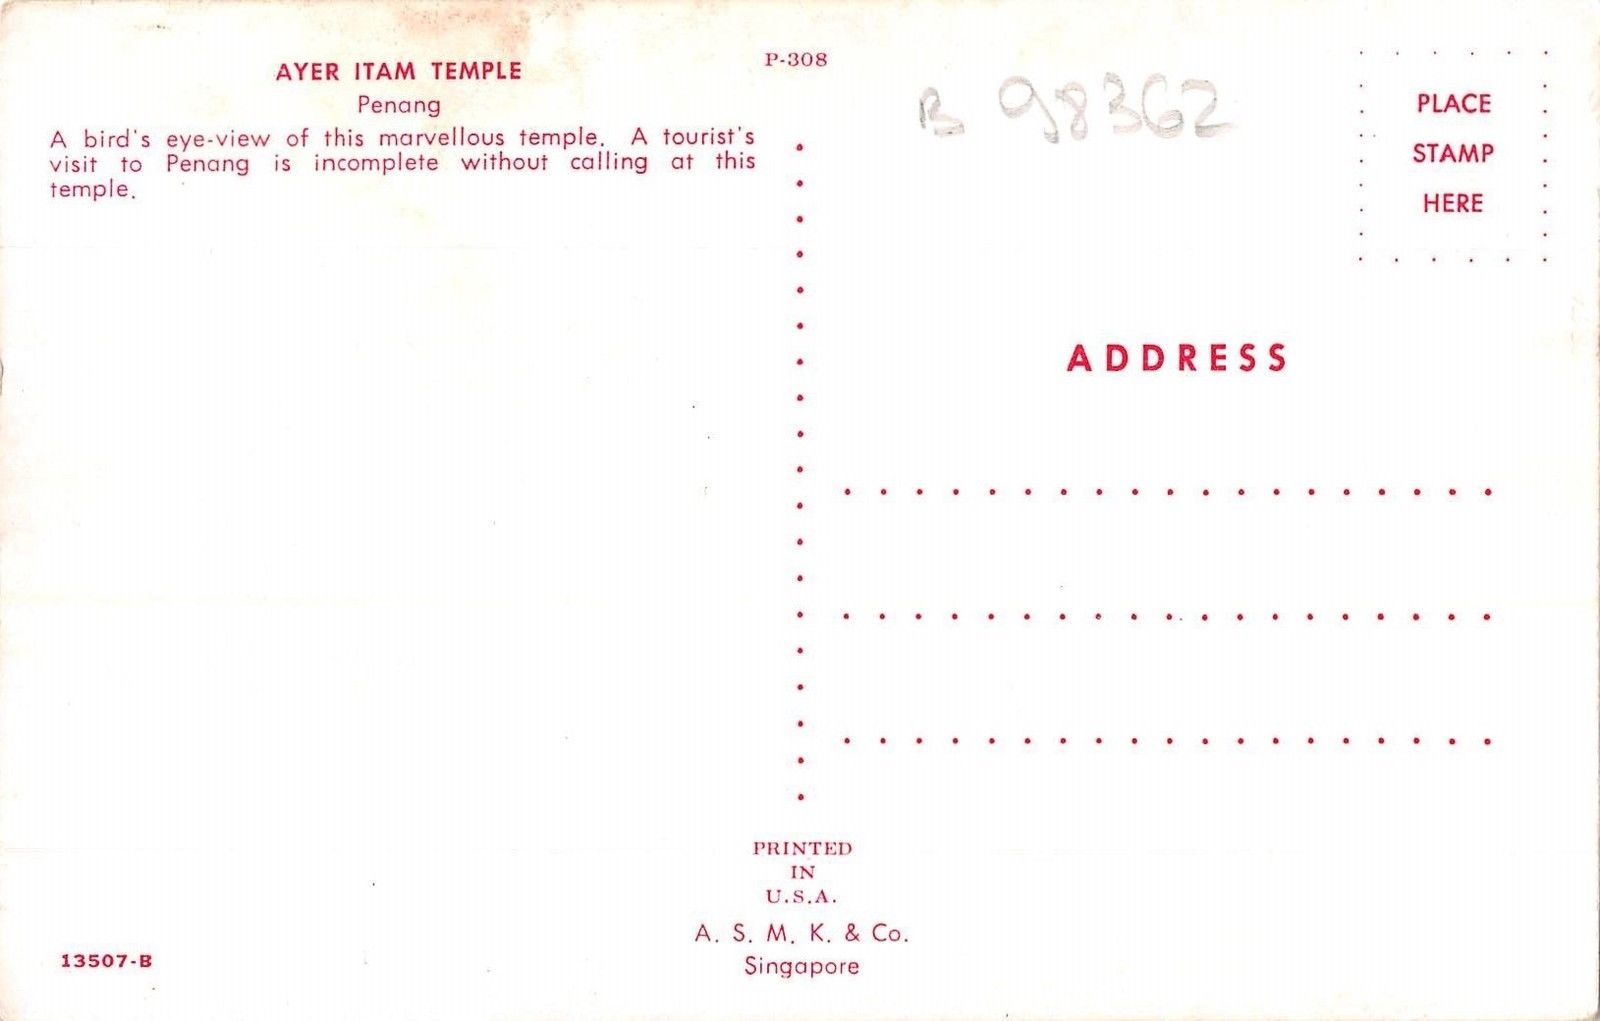 AYER ITAM TEMPLE
Penang
A bird's eye-view of this marvellous temple. A tourist's
visit to Penang is incomplete without calling at this
temple.
P-308
B 98362
PLACE
STAMP
HERE
ADDRESS
PRINTED
IN
U.S.A.
A. S. M. K. & Co.
Singapore
13507-B